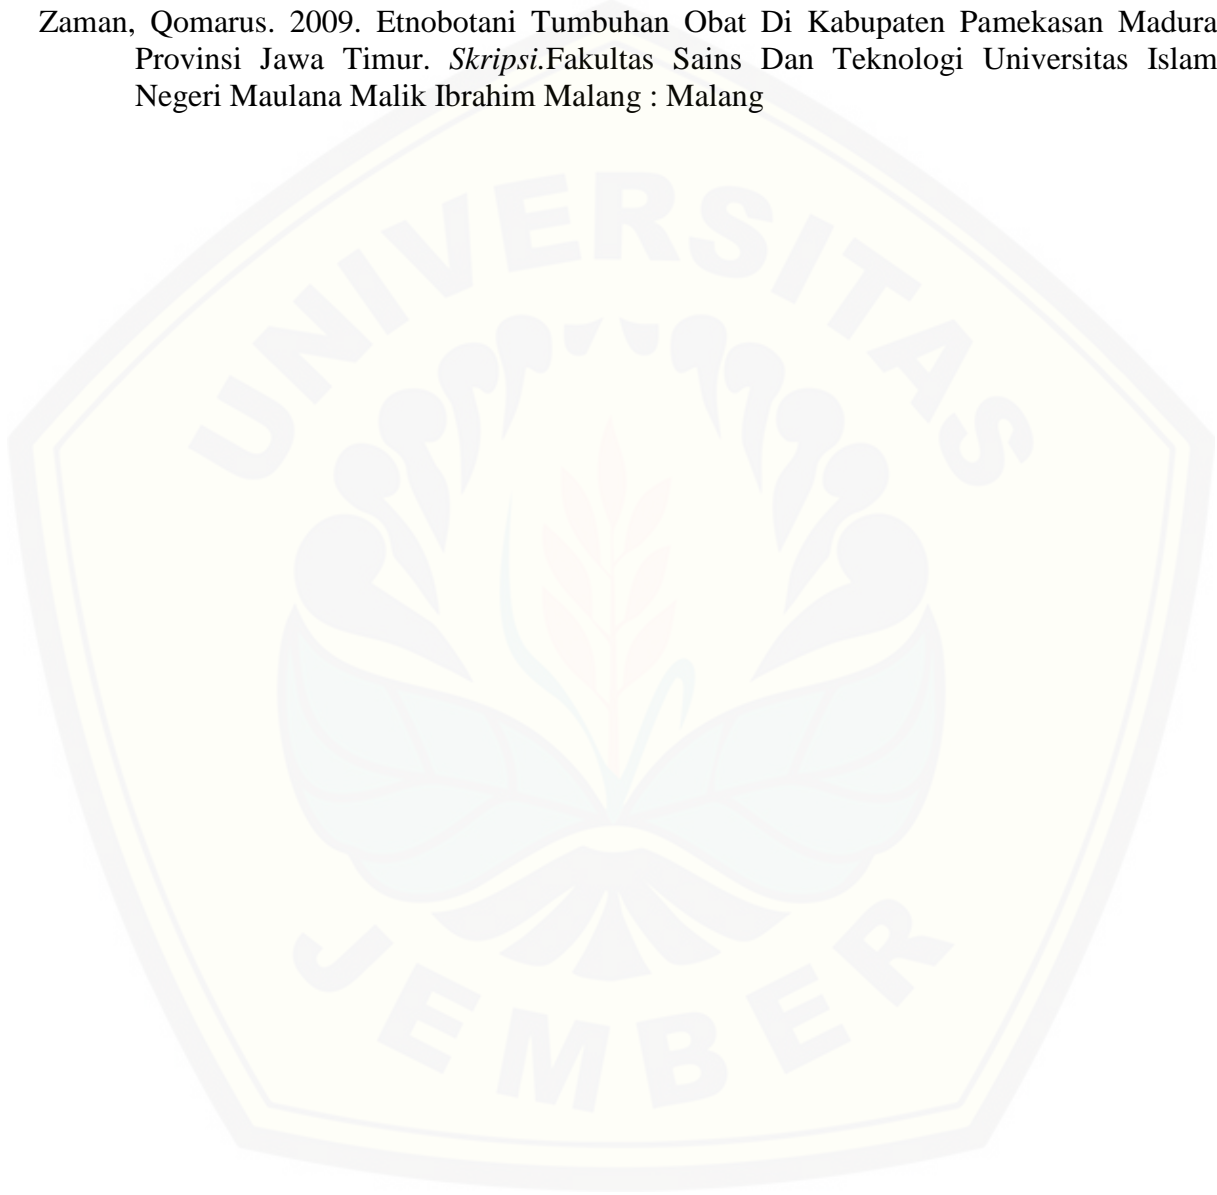 Zaman, Qomarus. 2009. Etnobotani Tumbuhan Obat Di Kabupaten Pamekasan Madura
Provinsi Jawa Timur. Skripsi.Fakultas Sains Dan Teknologi Universitas Islam
Negeri Maulana Malik Ibrahim Malang : Malang
UNIVERSITAS
JEMBER